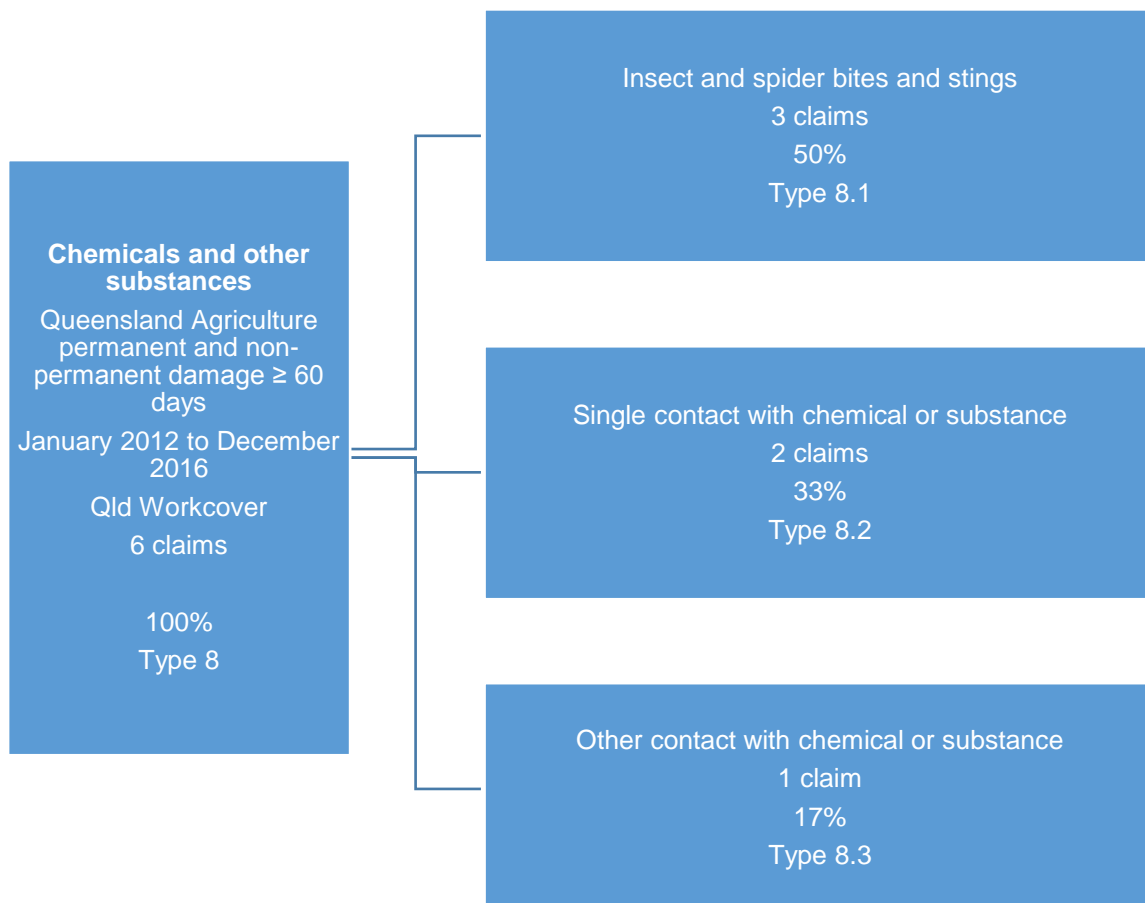 Chemicals and other
substances
Queensland Agriculture
permanent and non-
permanent damage ≥ 60
days
January 2012 to December
2016
Qld Workcover
6 claims
100%
Type 8
Insect and spider bites and stings
3 claims
50%
Type 8.1
Single contact with chemical or substance
2 claims
33%
Type 8.2
Other contact with chemical or substance
1 claim
17%
Type 8.3